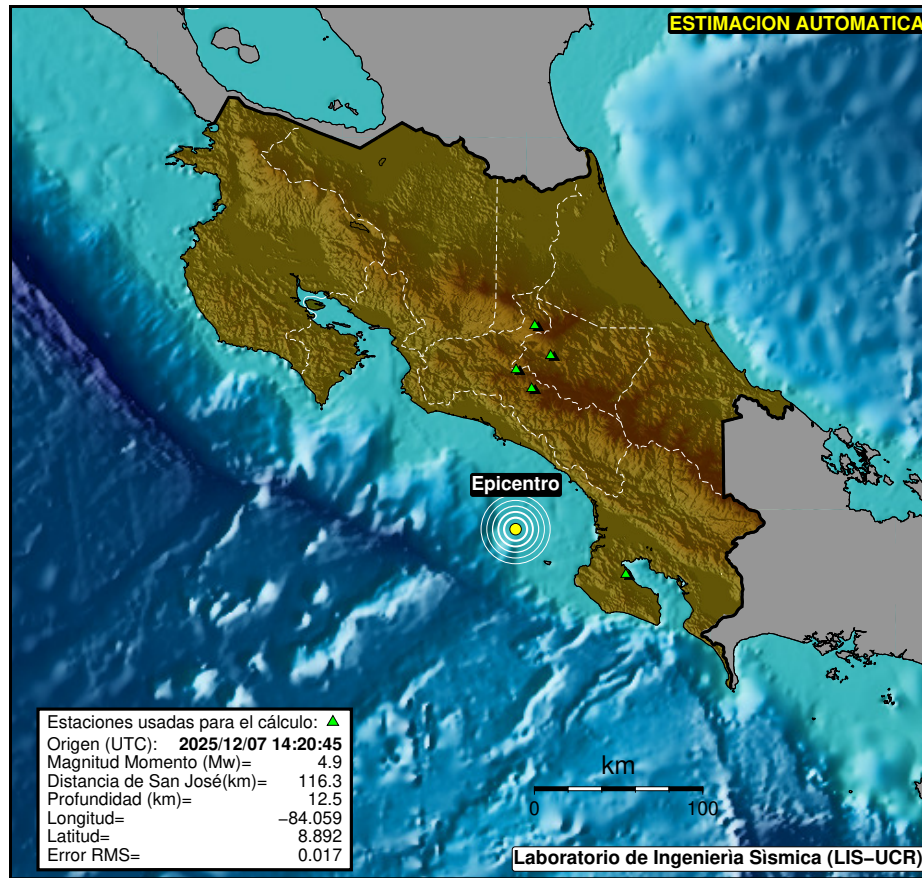 ESTIMACION AUTOMATICA
Epicentro
Estaciones usadas para el cálculo:
Origen (UTC): 2025/12/07 14:20:45
Magnitud Momento (Mw)= 4.9
Distancia de San José(km)= 116.3
Profundidad (km)= 12.5
Longitud= −84.059
Latitud= 8.892
Error RMS= 0.017
km
0 100
Laboratorio de Ingenierìa Sìsmica (LIS−UCR)